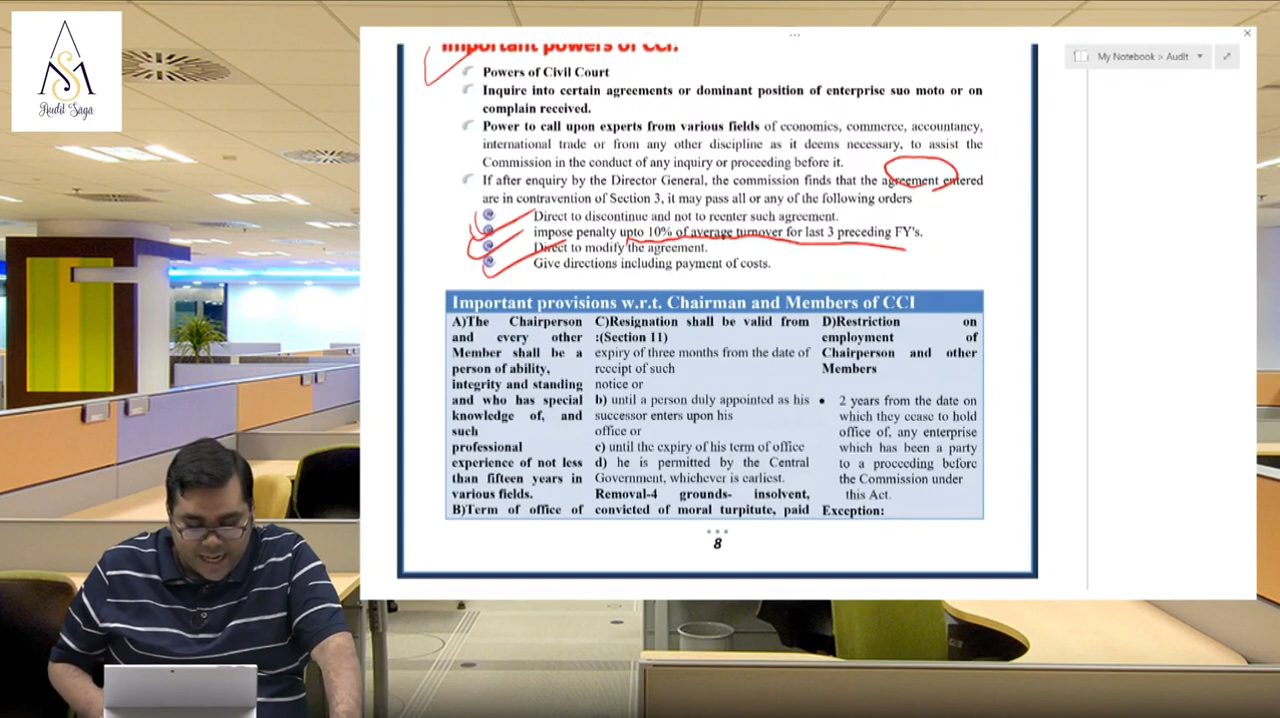 Audit Saga
My Notebook > Audit
Important powers of CCI:
Powers of Civil Court
Inquire into certain agreements or dominant position of enterprise suo moto or on
complain received.
Power to call upon experts from various fields of economics, commerce, accountancy,
international trade or from any other discipline as it deems necessary, to assist the
Commission in the conduct of any inquiry or proceeding before it.
If after enquiry by the Director General, the commission finds that the agreement entered
are in contravention of Section 3, it may pass all or any of the following orders
Direct to discontinue and not to reenter such agreement.
impose penalty upto 10% of average turnover for last 3 preceding FY's.
Direct to modify the agreement.
Give directions including payment of costs.
Important provisions w.r.t. Chairman and Members of CCI
A)The Chairperson
and every other
Member shall be a
person of ability,
integrity and standing
and who has special
knowledge of, and
such
professional
experience of not less
than fifteen years in
various fields.
B)Term of office of
C)Resignation shall be valid from
:(Section 11)
expiry of three months from the date of
receipt of such
notice or
b) until a person duly appointed as his
successor enters upon his
office or
c) until the expiry of his term of office
d) he is permitted by the Central
Government, whichever is earliest.
Removal-4 grounds- insolvent,
convicted of moral turpitude, paid
D)Restriction on
employment of
Chairperson and other
Members
• 2 years from the date on
which they cease to hold
office of, any enterprise
which has been a party
to a proceeding before
the Commission under
this Act.
Exception:
8